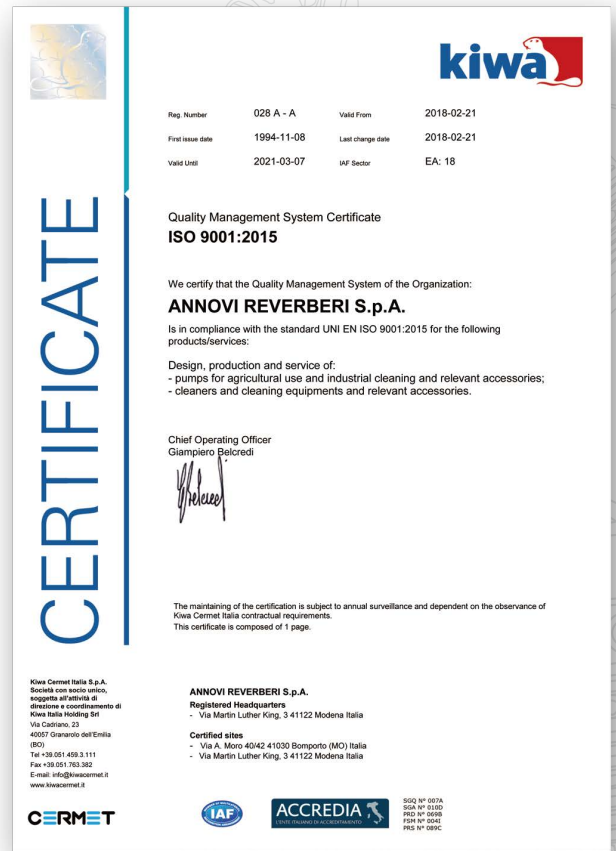 CERTIFICATE
kiwa
Reg. Number 028 A - A Valid From 2018-02-21
First issue date 1994-11-08 Last change date 2018-02-21
Valid Until 2021-03-07 IAF Sector EA: 18
Quality Management System Certificate
ISO 9001:2015
We certify that the Quality Management System of the Organization:
ANNOVI REVERBERI S.p.A.
Is in compliance with the standard UNI EN ISO 9001:2015 for the following
products/services:
Design, production and service of:
- pumps for agricultural use and industrial cleaning and relevant accessories;
- cleaners and cleaning equipments and relevant accessories.
Chief Operating Officer
Giampiero Belcredi
The maintaining of the certification is subject to annual surveillance and dependent on the observance of
Kiwa Cermet Italia contractual requirements.
This certificate is composed of 1 page.
Kiwa Cermet Italia S.p.A.
Società con socio unico,
soggetta all'attività di
direzione e coordinamento di
Kiwa Italia Holding Srl
Via Cadriano, 23
40057 Granarolo dell'Emilia
(BO)
Tel +39.051.459.3.111
Fax +39.051.763.382
E-mail: info@kiwacermet.it
www.kiwacermet.it
CERMET
ANNOVI REVERBERI S.p.A.
Registered Headquarters
- Via Martin Luther King, 3 41122 Modena Italia
Certified sites
- Via A. Moro 40/42 41030 Bomporto (MO) Italia
- Via Martin Luther King, 3 41122 Modena Italia
IAF
ACCREDIA
L'ENTE ITALIANO DI ACCREDITAMENTO
SGQ N° 007A
SGA N° 010D
PRD N° 069B
FSM N° 004I
PRS N° 089C